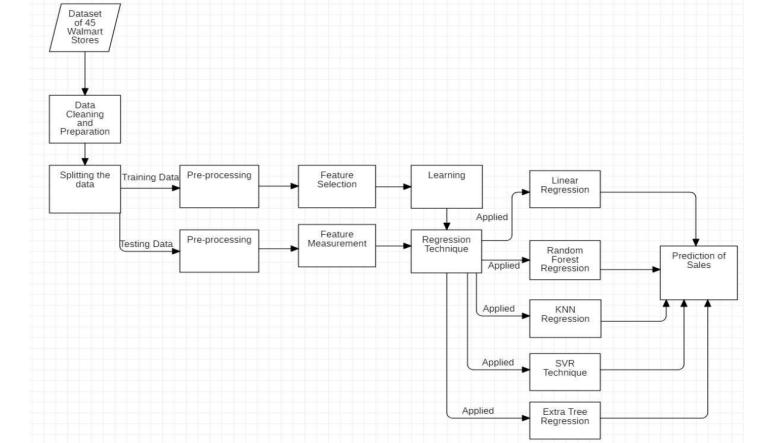 Dataset
of 45
Walmart
Stores
Data
Cleaning
and
Preparation
Splitting the
data
Training Data
Pre-processing
Feature
Selection
Learning
Testing Data
Pre-processing
Feature
Measurement
Regression
Technique
Applied
Linear
Regression
Applied
Random
Forest
Regression
Applied
KNN
Regression
Applied
SVR
Technique
Applied
Extra Tree
Regression
Prediction of
Sales